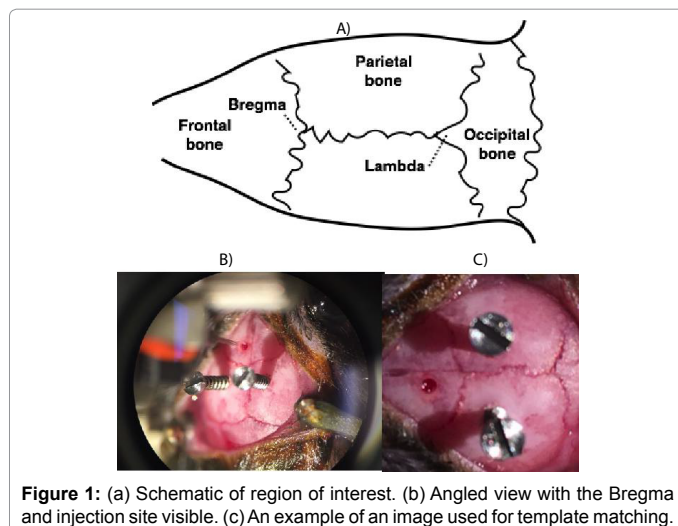 A)
Parietal
bone
Bregma
Frontal
bone
Occipital
bone
Lambda
B)
C)
Figure 1: (a) Schematic of region of interest. (b) Angled view with the Bregma
and injection site visible. (c) An example of an image used for template matching.